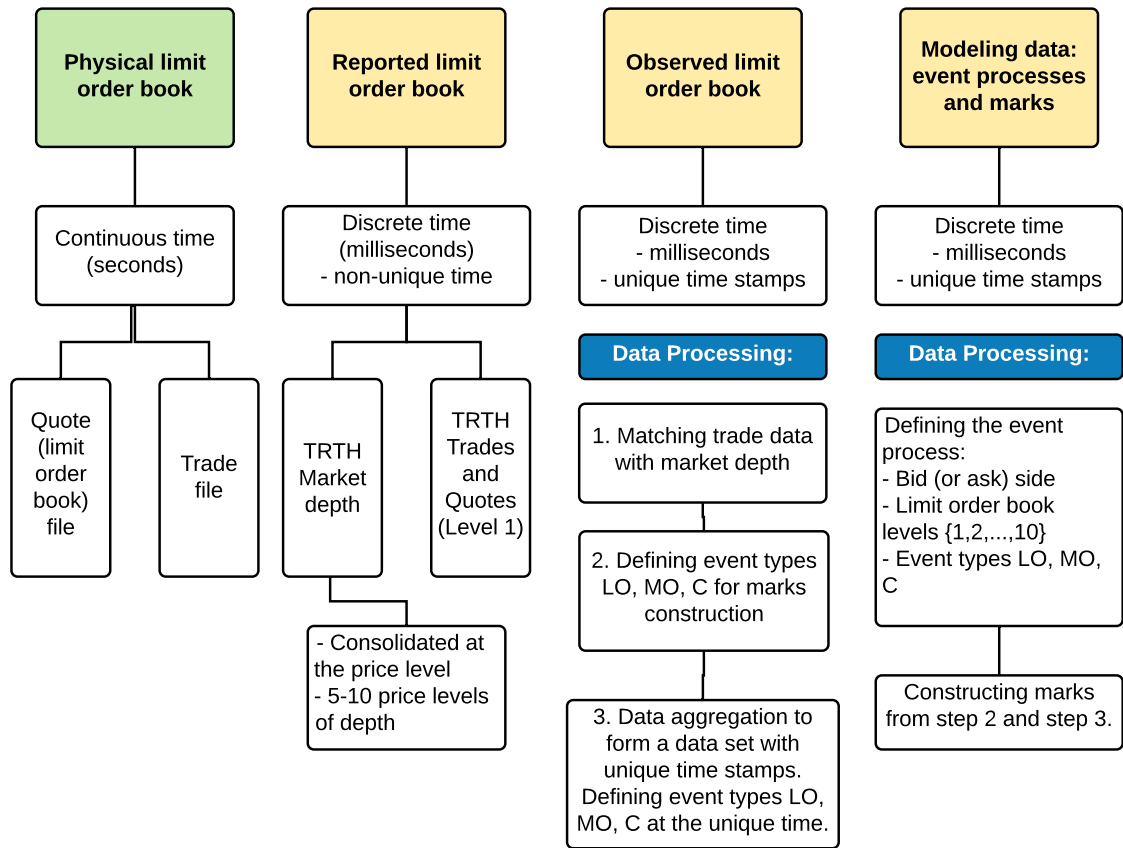 Physical limit
order book
Continuous time
(seconds)
Quote
(limit
order
book)
file
Trade
file
Reported limit
order book
Discrete time
(milliseconds)
- non-unique time
TRTH
Market
depth
TRTH
Trades
and
Quotes
(Level 1)
- Consolidated at
the price level
- 5-10 price levels
of depth
Observed limit
order book
Discrete time
- milliseconds
- unique time stamps
Data Processing:
1. Matching trade data
with market depth
2. Defining event types
LO, MO, C for marks
construction
3. Data aggregation to
form a data set with
unique time stamps.
Defining event types LO,
MO, C at the unique time.
Modeling data:
event processes
and marks
Discrete time
- milliseconds
- unique time stamps
Data Processing:
Defining the event
process:
- Bid (or ask) side
- Limit order book
levels {1,2,...,10}
- Event types LO, MO,
C
Constructing marks
from step 2 and step 3.